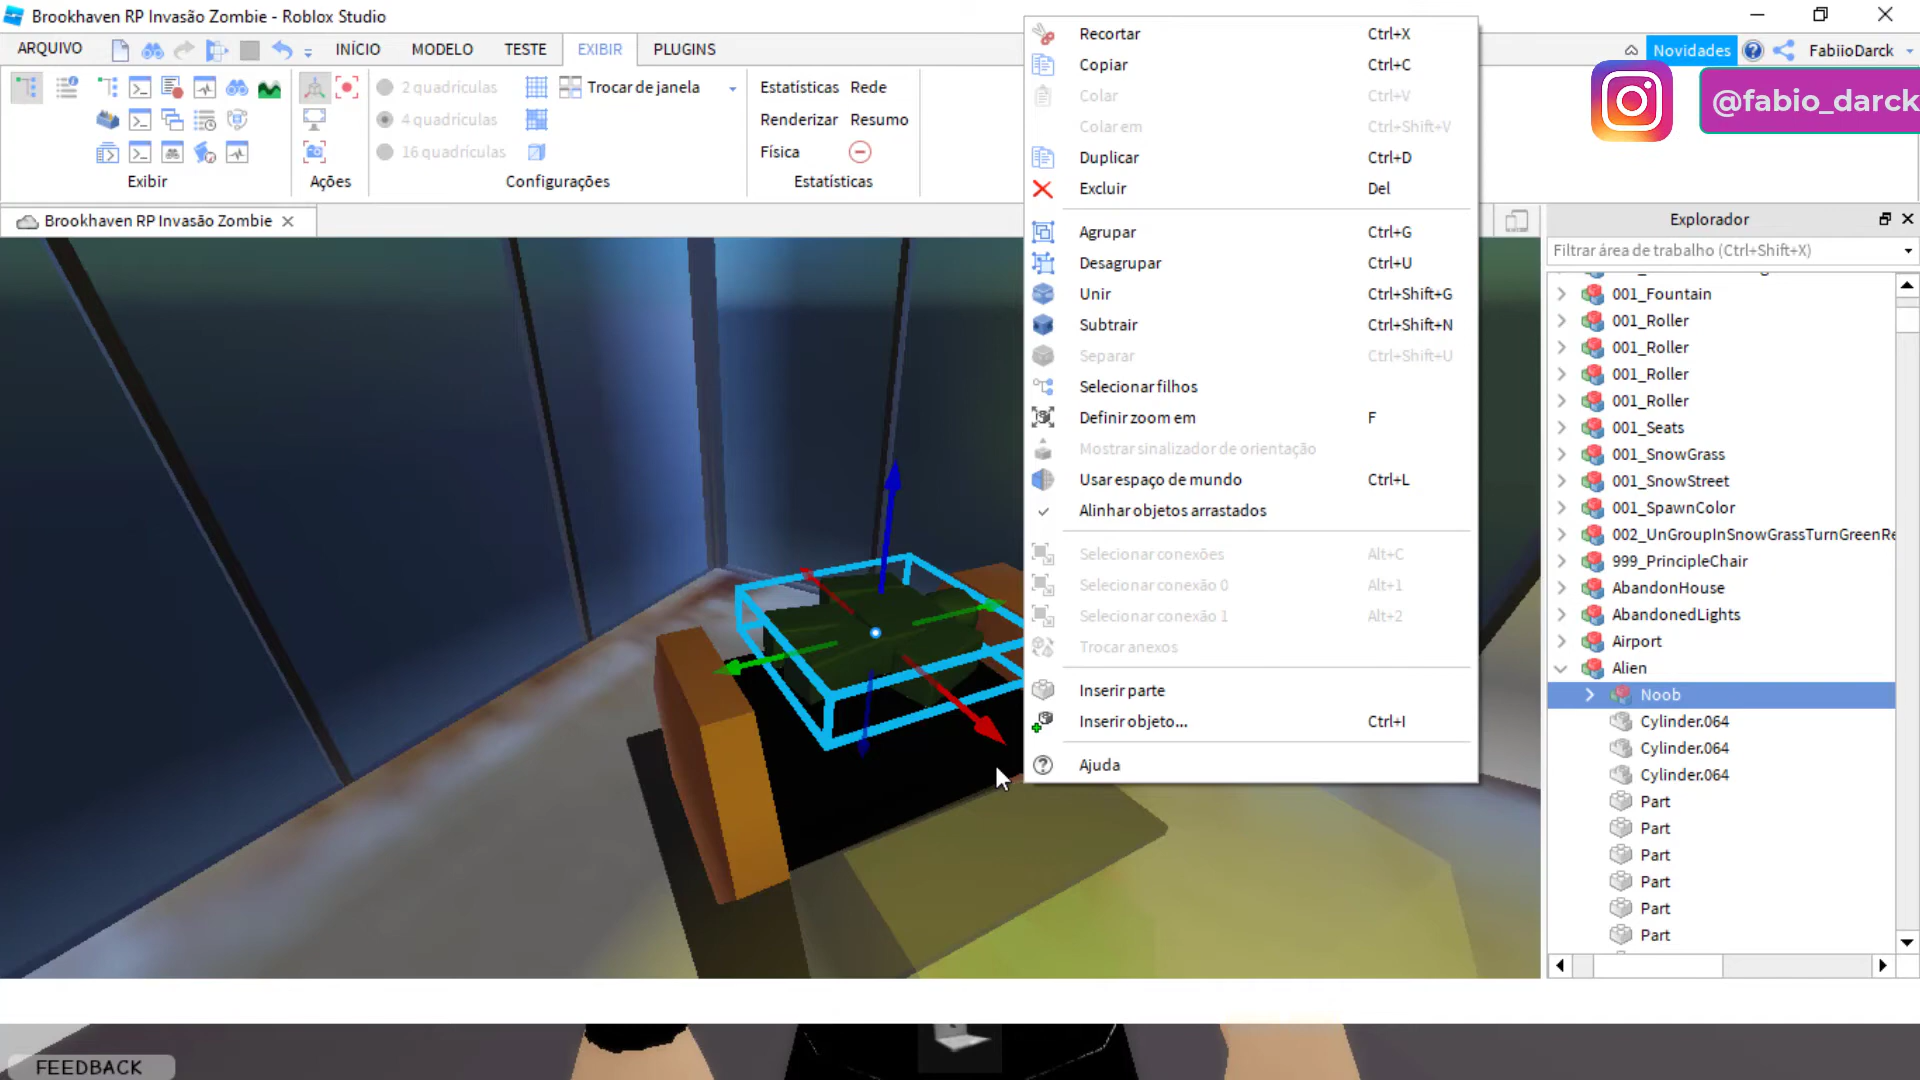 Brookhaven RP Invasão Zombie - Roblox Studio
ARQUIVO INÍCIO MODELO TESTE EXIBIR PLUGINS
Novidades FabiioDarck
@fabio_darck
2 quadrículas
4 quadrículas
16 quadrículas
Trocar de janela
Estatísticas Rede
Renderizar Resumo
Física
Exibir Ações Configurações Estatísticas
Brookhaven RP Invasão Zombie
Recortar Ctrl+X
Copiar Ctrl+C
Colar Ctrl+V
Colar em Ctrl+Shift+V
Duplicar Ctrl+D
Excluir Del
Agrupar Ctrl+G
Desagrupar Ctrl+U
Unir Ctrl+Shift+G
Subtrair Ctrl+Shift+N
Separar Ctrl+Shift+U
Selecionar filhos
Definir zoom em F
Mostrar sinalizador de orientação
Usar espaço de mundo Ctrl+L
Alinhar objetos arrastados
Selecionar conexões Alt+C
Selecionar conexão 0 Alt+1
Selecionar conexão 1 Alt+2
Trocar anexos
Inserir parte
Inserir objeto... Ctrl+I
Ajuda
Explorador
Filtrar área de trabalho (Ctrl+Shift+X)
001_Fountain
001_Roller
001_Roller
001_Roller
001_Roller
001_Seats
001_SnowGrass
001_SnowStreet
001_SpawnColor
002_UnGroupInSnowGrassTurnGreenRe
999_PrincipleChair
AbandonHouse
AbandonedLights
Airport
Alien
Noob
Cylinder.064
Cylinder.064
Cylinder.064
Part
Part
Part
Part
Part
Part
FEEDBACK